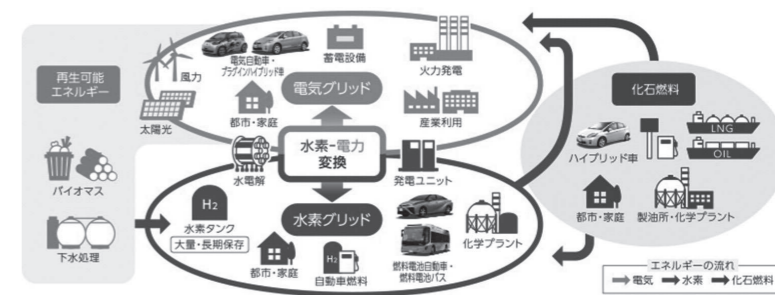 再生可能
エネルギー
風力
太陽光
バイオマス
下水処理
電気自動車・
プラグインハイブリッド車
蓄電設備
火力発電
都市・家庭
電気グリッド
産業利用
水素-電力
変換
水電解
発電ユニット
H2
水素タンク
大量・長期保存
水素グリッド
都市・家庭
H2
自動車燃料
燃料電池自動車・
燃料電池バス
化学プラント
化石燃料
ハイブリッド車
LNG
OIL
都市・家庭
製油所・化学プラント
エネルギーの流れ
電気
水素
化石燃料